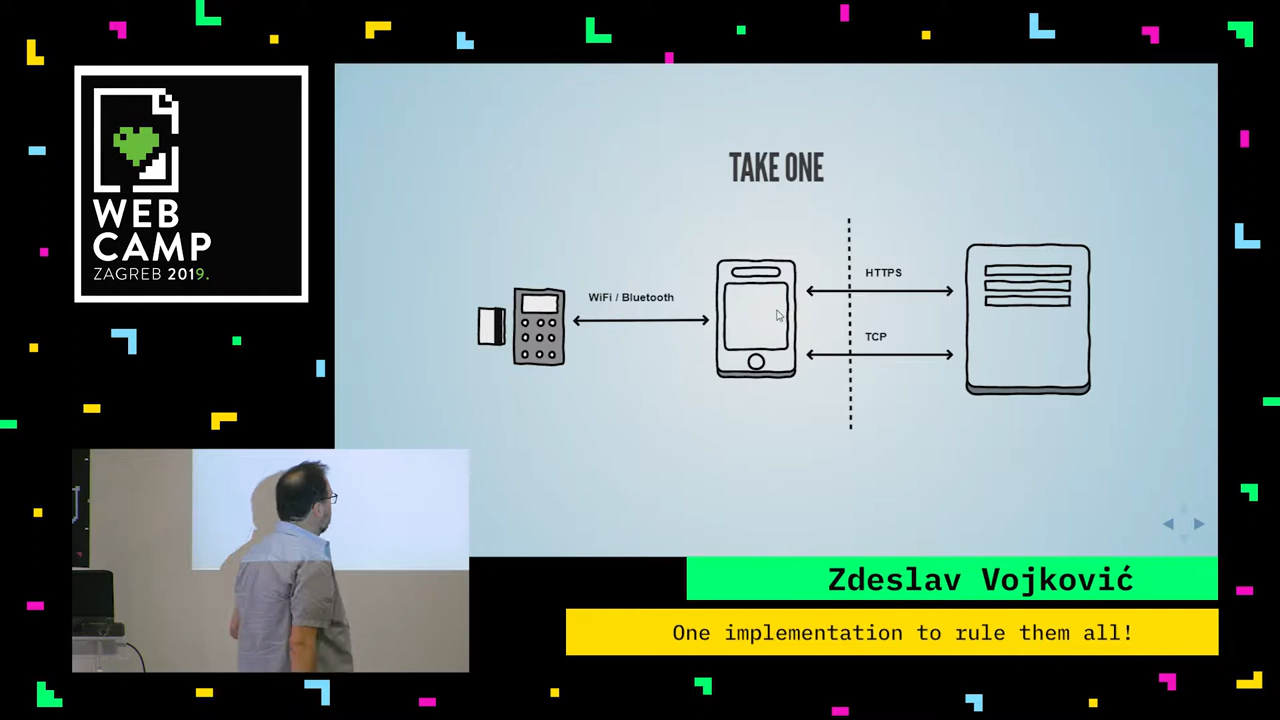 WEB
CAMP
ZAGREB 2019.
TAKE ONE
WiFi / Bluetooth
HTTPS
TCP
Zdeslav Vojković
One implementation to rule them all!